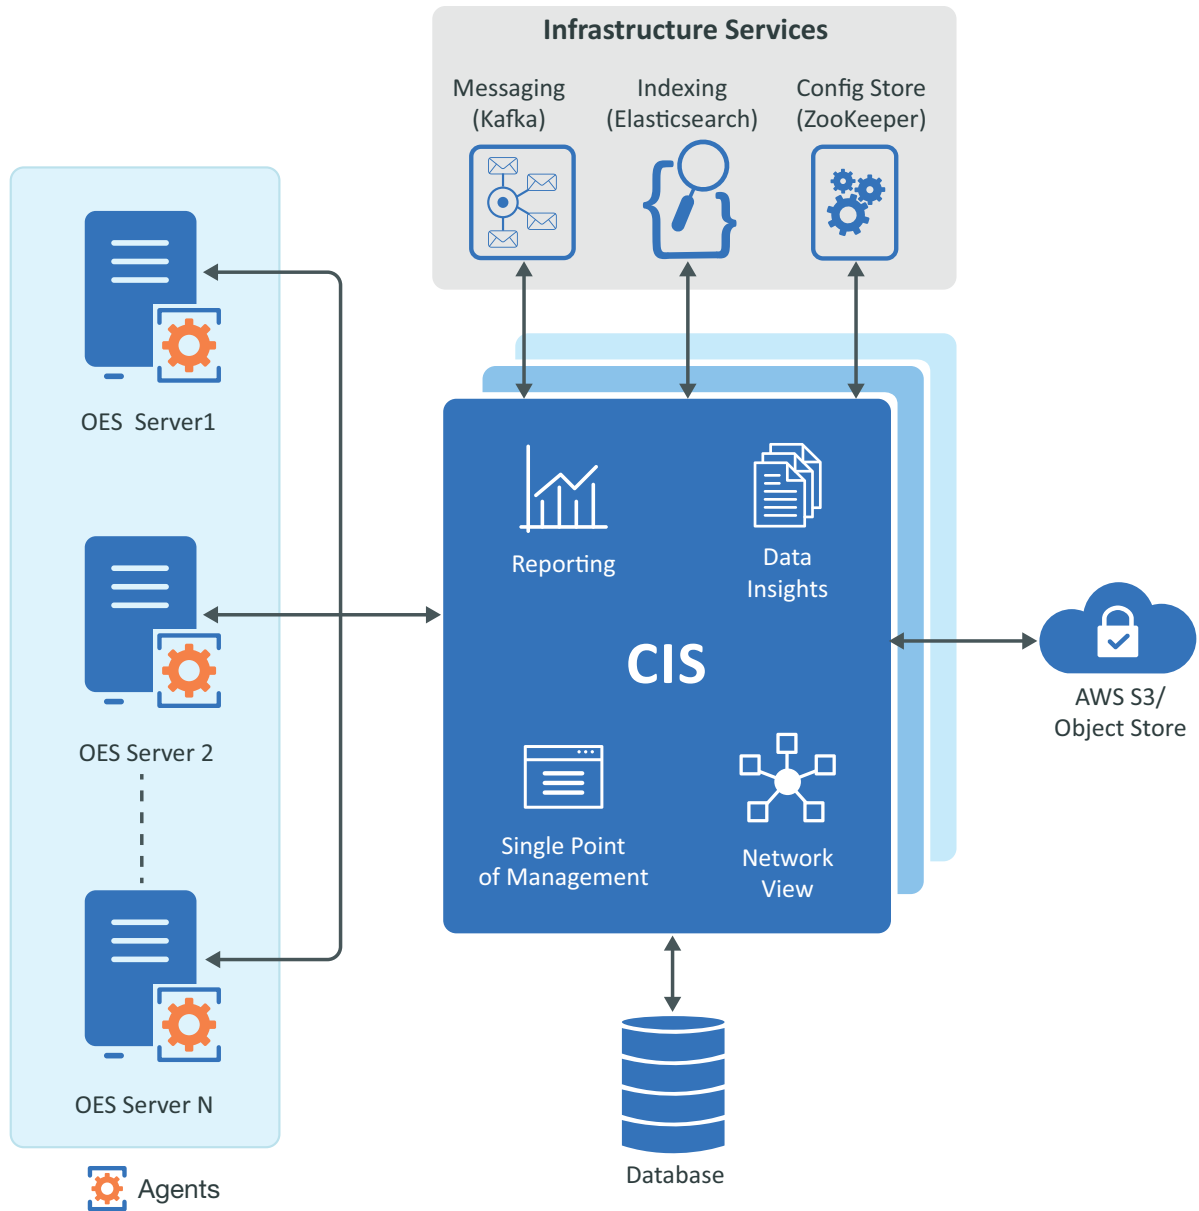 Infrastructure Services
Messaging
(Kafka)
Indexing
(Elasticsearch)
Config Store
(ZooKeeper)
OES  Server1
OES Server 2
OES Server N
Agents
Reporting
Data
Insights
CIS
Single Point
of Management
Network
View
AWS S3/
Object Store
Database